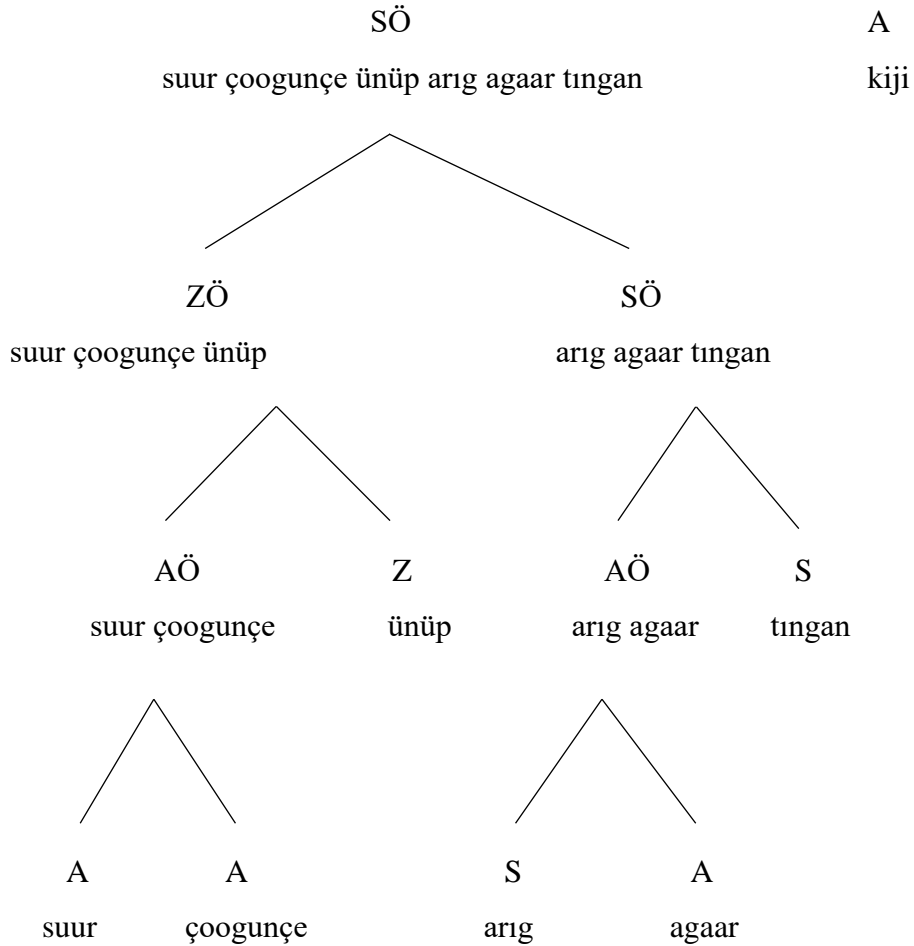 SÖ A
suur çoogunçe ünüp arıg agaar tıngan kiji
ZÖ SÖ
suur çoogunçe ünüp arıg agaar tıngan
AÖ Z AÖ S
suur çoogunçe ünüp arıg agaar tıngan
A A S A
suur çoogunçe arıg agaar